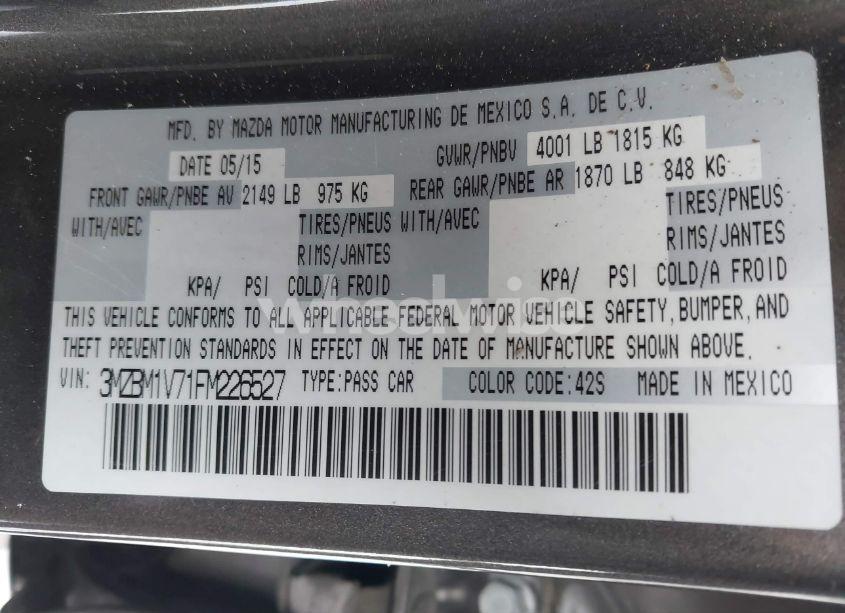 MFD. BY MAZDA MOTOR MANUFACTURING DE MEXICO S.A. DE C.V.
DATE 05/15 GVWR/PNBV 4001 LB 1815 KG
FRONT GAWR/PNBE AV 2149 LB 975 KG REAR GAWR/PNBE AR 1870 LB 848 KG
WITH/AVEC TIRES/PNEUS WITH/AVEC TIRES/PNEUS
RIMS/JANTES RIMS/JANTES
KPA/ PSI COLD/A FROID KPA/ PSI COLD/A FROID
wheelwise
THIS VEHICLE CONFORMS TO ALL APPLICABLE FEDERAL MOTOR VEHICLE SAFETY, BUMPER, AND
THEFT PREVENTION STANDARDS IN EFFECT ON THE DATE OF MANUFACTURE SHOWN ABOVE.
VIN: 3MZBM1V71FM226527 TYPE:PASS CAR COLOR CODE:42S MADE IN MEXICO